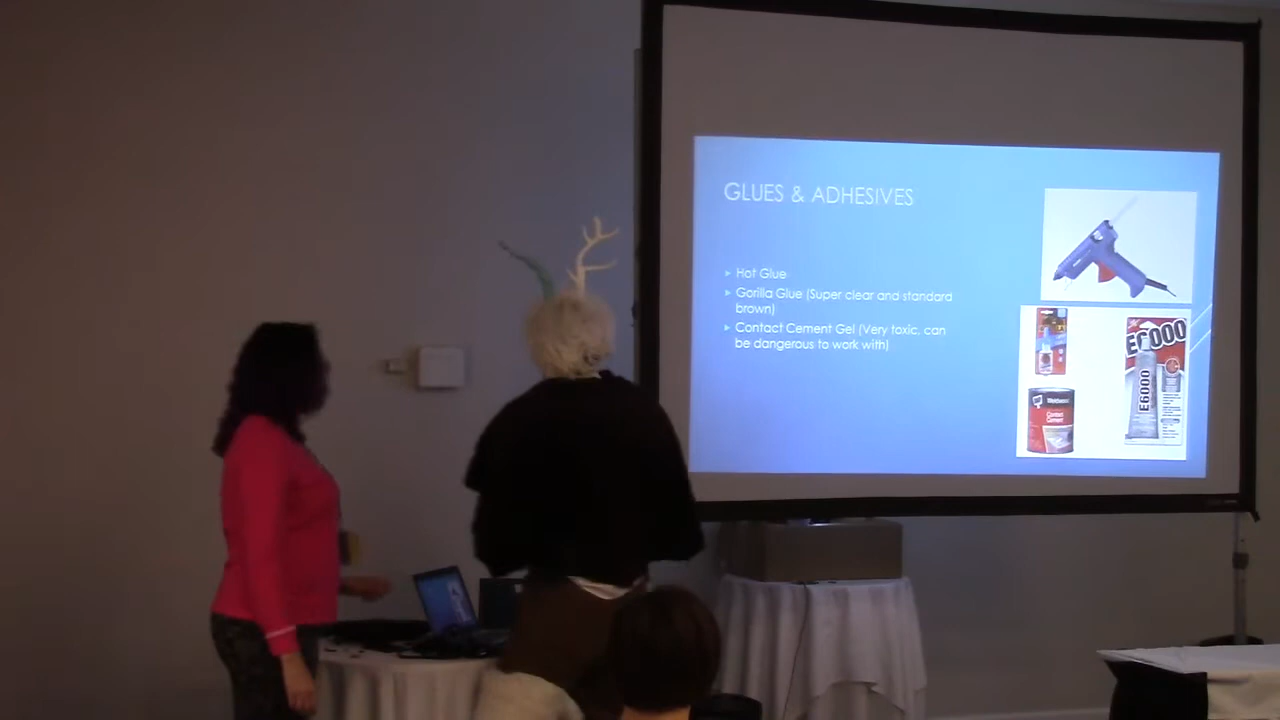 GLUES & ADHESIVES
Hot Glue
Gorilla Glue (Super clear and standard
brown)
Contact Cement Gel (Very toxic, can
be dangerous to work with)
E6000
E6000
Weldwood
Contact
Cement